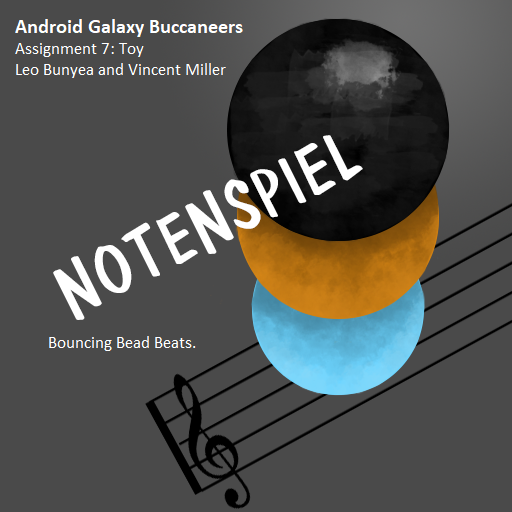 Android Galaxy Buccaneers
Assignment 7: Toy
Leo Bunyea and Vincent Miller
NOTENSPIEL
Bouncing Bead Beats.